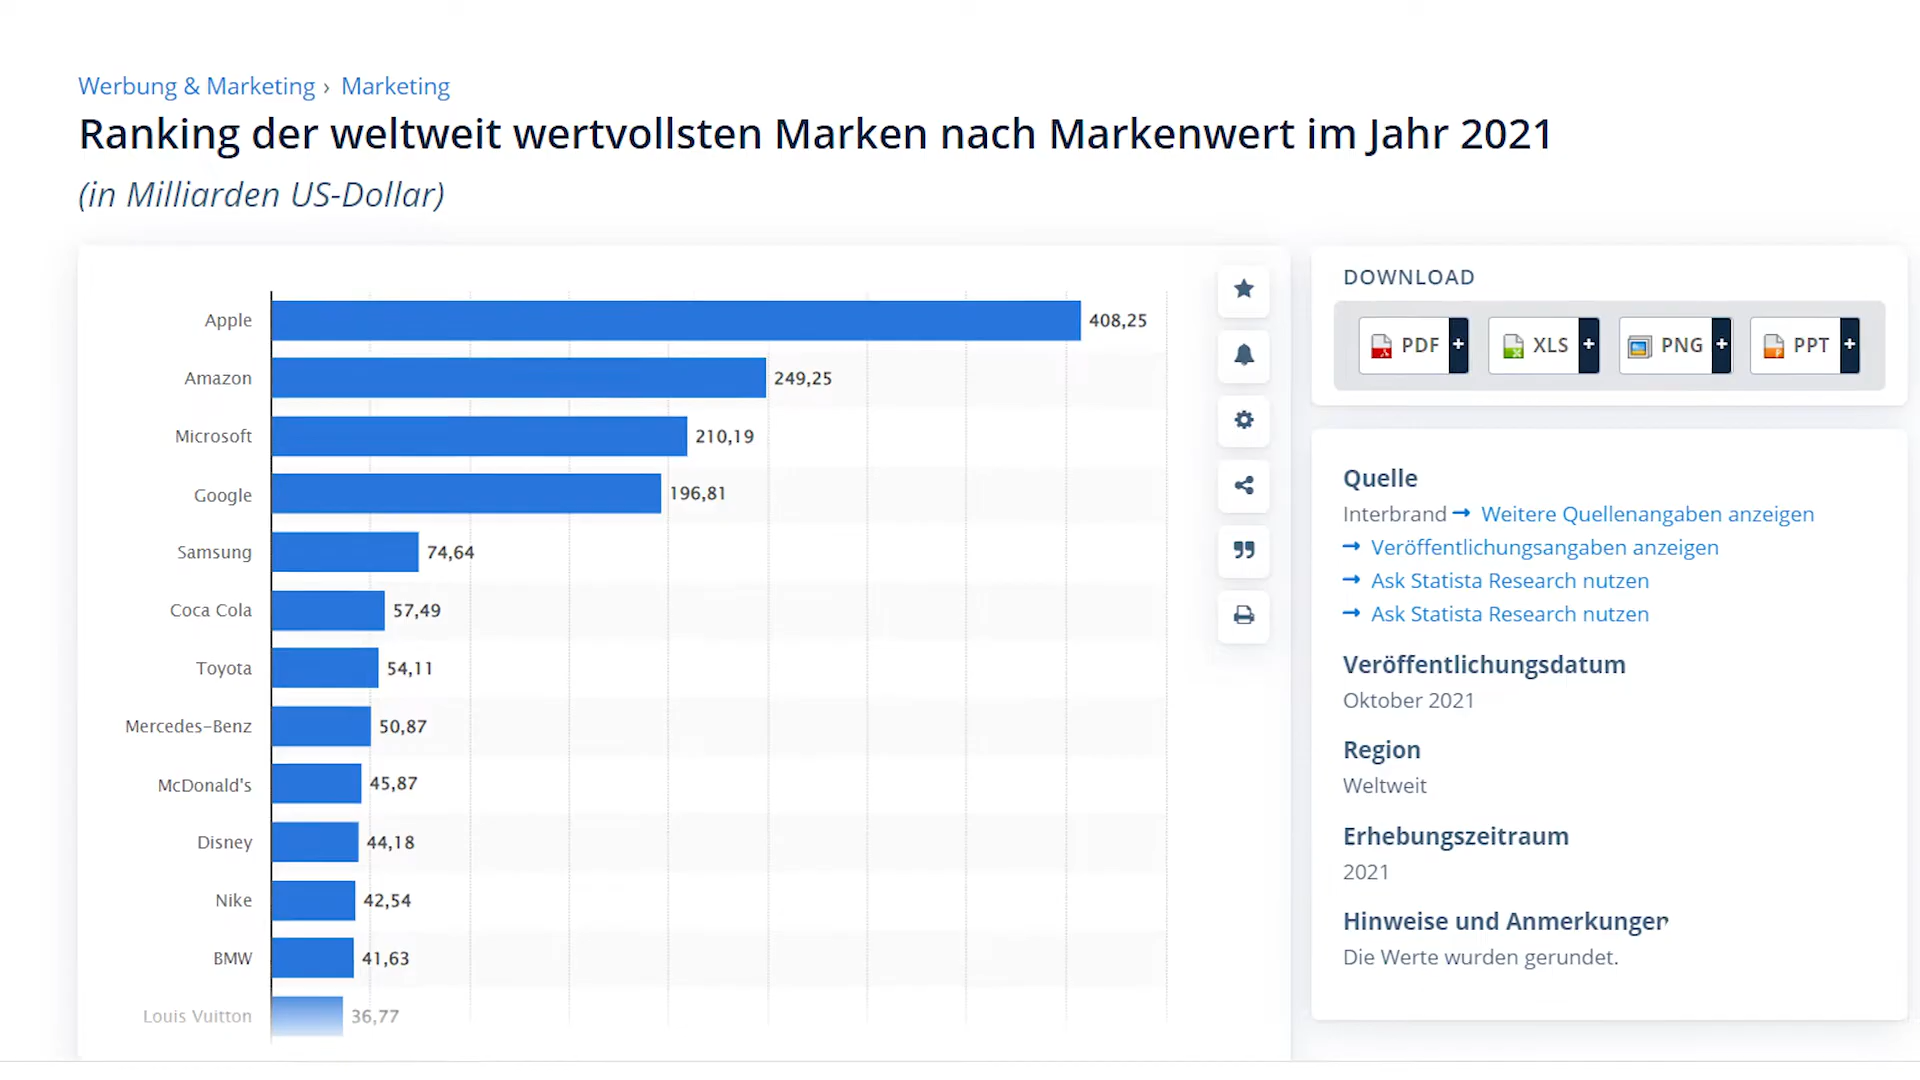 Werbung & Marketing › Marketing
Ranking der weltweit wertvollsten Marken nach Markenwert im Jahr 2021
(in Milliarden US-Dollar)
Apple 408,25
Amazon 249,25
Microsoft 210,19
Google 196,81
Samsung 74,64
Coca Cola 57,49
Toyota 54,11
Mercedes-Benz 50,87
McDonald's 45,87
Disney 44,18
Nike 42,54
BMW 41,63
Louis Vuitton 36,77
DOWNLOAD
PDF + XLS + PNG + PPT +
Quelle
Interbrand → Weitere Quellenangaben anzeigen
→ Veröffentlichungsangaben anzeigen
→ Ask Statista Research nutzen
→ Ask Statista Research nutzen
Veröffentlichungsdatum
Oktober 2021
Region
Weltweit
Erhebungszeitraum
2021
Hinweise und Anmerkungen
Die Werte wurden gerundet.